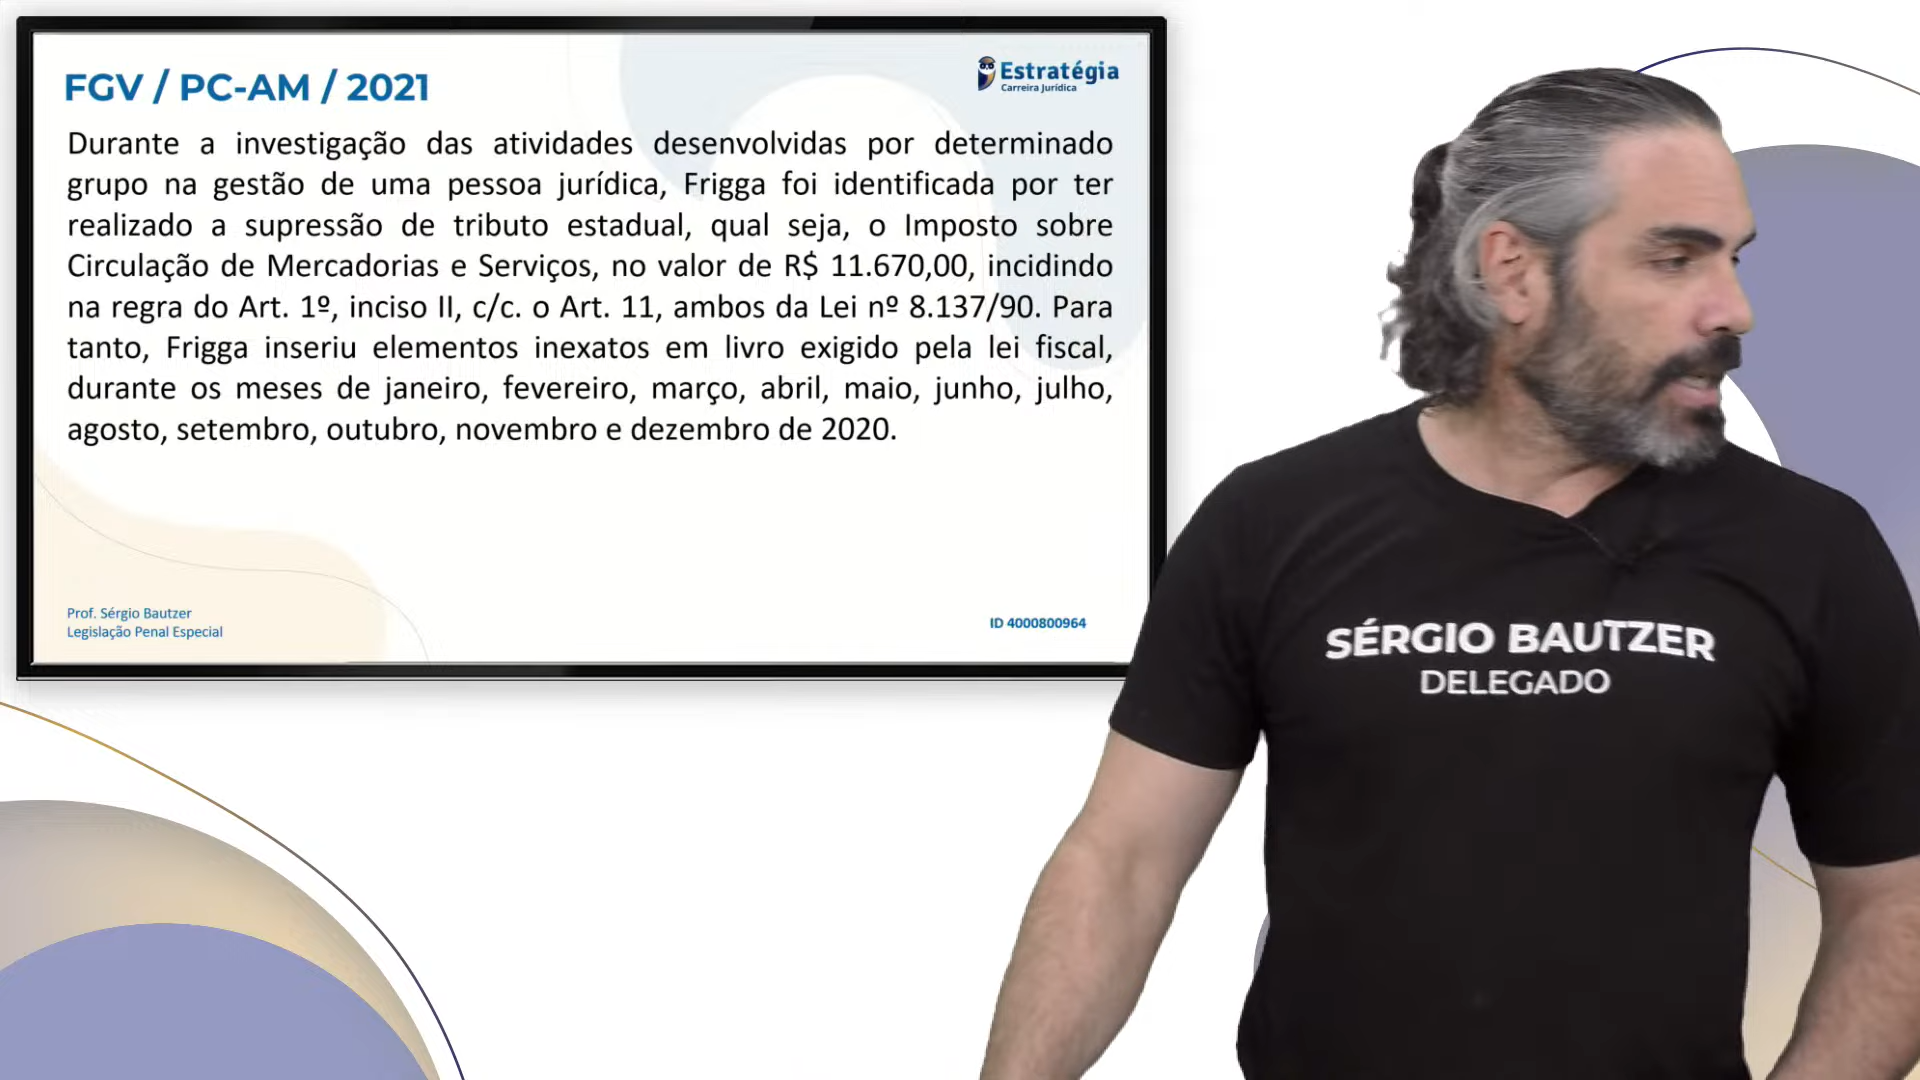 FGV / PC-AM / 2021
Estratégia
Carreira Jurídica
Durante a investigação das atividades desenvolvidas por determinado
grupo na gestão de uma pessoa jurídica, Frigga foi identificada por ter
realizado a supressão de tributo estadual, qual seja, o Imposto sobre
Circulação de Mercadorias e Serviços, no valor de R$ 11.670,00, incidindo
na regra do Art. 1º, inciso II, c/c. o Art. 11, ambos da Lei nº 8.137/90. Para
tanto, Frigga inseriu elementos inexatos em livro exigido pela lei fiscal,
durante os meses de janeiro, fevereiro, março, abril, maio, junho, julho,
agosto, setembro, outubro, novembro e dezembro de 2020.
Prof. Sérgio Bautzer
Legislação Penal Especial
ID 4000800964
SÉRGIO BAUTZER
DELEGADO